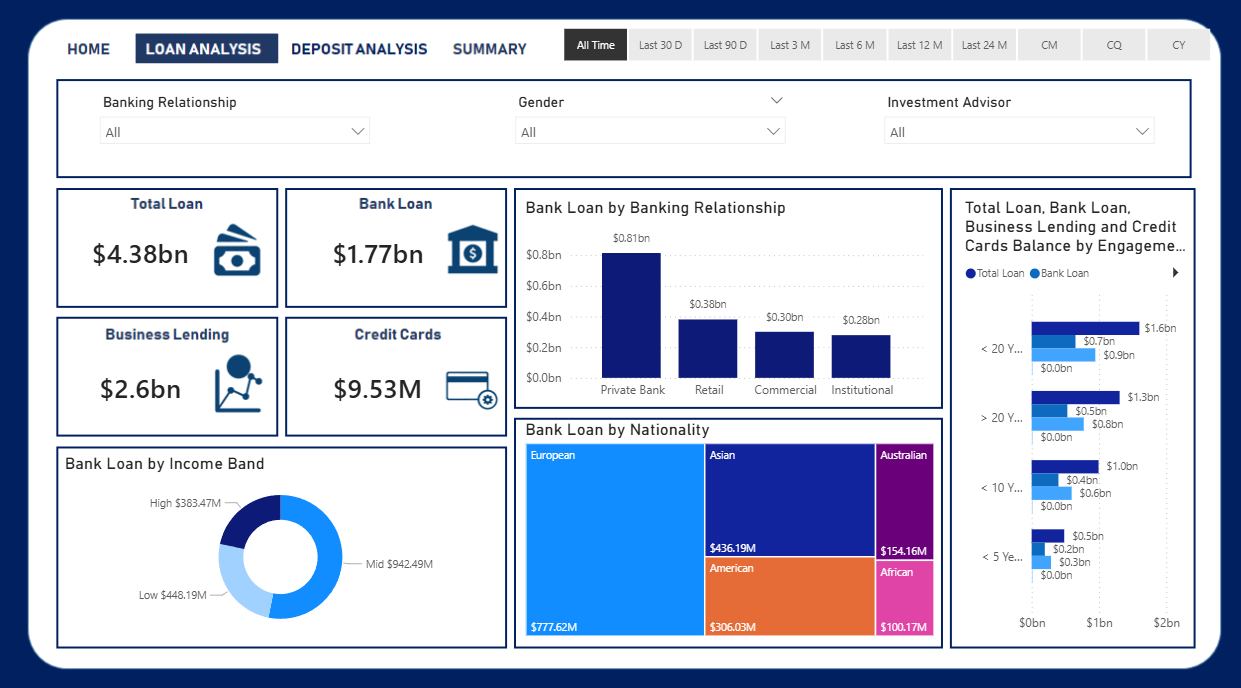 HOME
LOAN ANALYSIS
DEPOSIT ANALYSIS
SUMMARY
All Time
Last 30 D
Last 90 D
Last 3 M
Last 6 M
Last 12 M
Last 24 M
CM
CQ
CY
Banking Relationship
All
Gender
All
Investment Advisor
All
Total Loan
$4.38bn
Bank Loan
$1.77bn
Business Lending
$2.6bn
Credit Cards
$9.53M
Bank Loan by Income Band
High $383.47M
Mid $942.49M
Low $448.19M
Bank Loan by Banking Relationship
$0.8bn
$0.6bn
$0.4bn
$0.2bn
$0.0bn
$0.81bn
$0.38bn
$0.30bn
$0.28bn
Private Bank
Retail
Commercial
Institutional
Bank Loan by Nationality
European
$777.62M
Asian
$436.19M
American
$306.03M
Australian
$154.16M
African
$100.17M
Total Loan, Bank Loan,
Business Lending and Credit
Cards Balance by Engageme...
Total Loan
Bank Loan
< 20 Y...
$1.6bn
$0.7bn
$0.9bn
$0.0bn
> 20 Y...
$1.3bn
$0.5bn
$0.8bn
$0.0bn
< 10 Y...
$1.0bn
$0.4bn
$0.6bn
$0.0bn
< 5 Ye...
$0.5bn
$0.2bn
$0.3bn
$0.0bn
$0bn
$1bn
$2bn